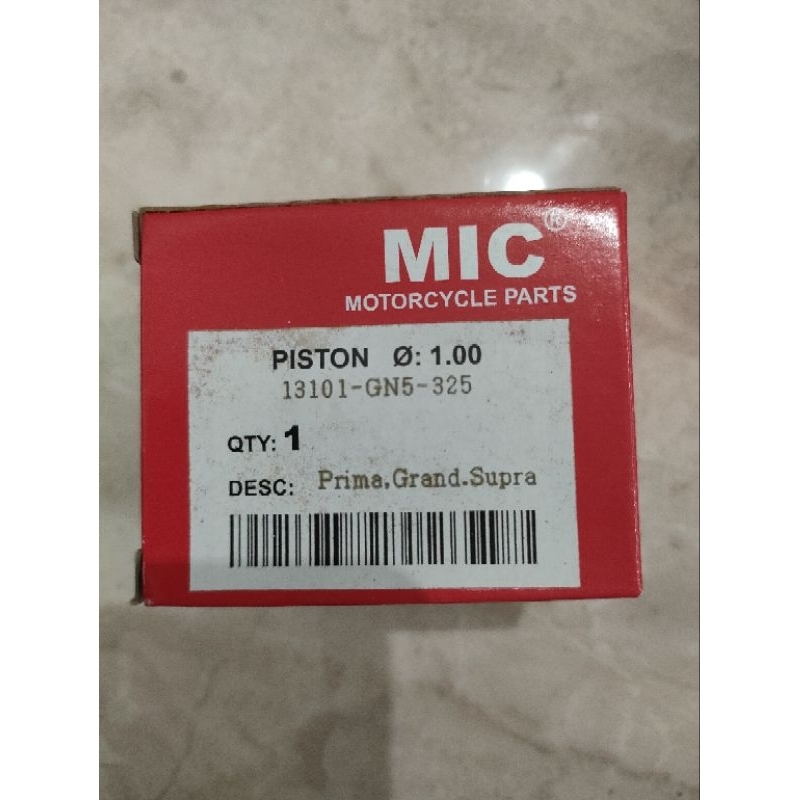 MIC®
MOTORCYCLE PARTS
PISTON Ø: 1.00
13101-GN5-325
QTY: 1
DESC: Prima,Grand.Supra